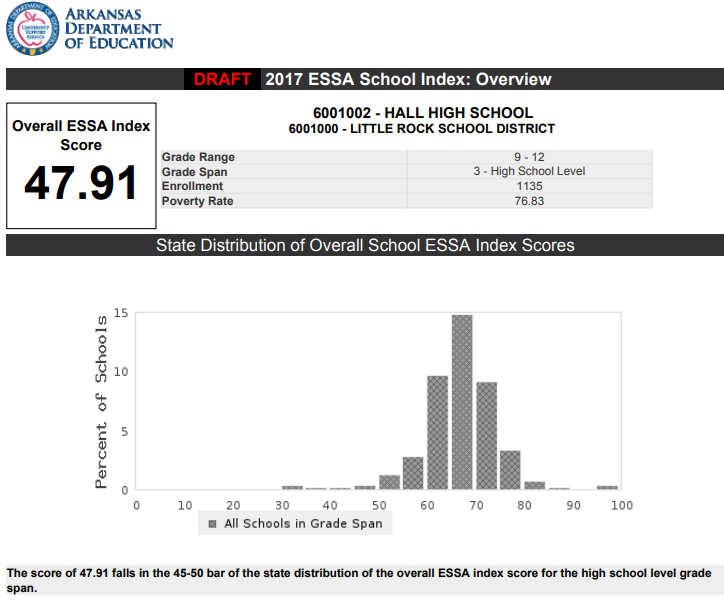 ARKANSAS
DEPARTMENT
OF EDUCATION
LEADERSHIP
SUPPORT
SERVICE
DRAFT 2017 ESSA School Index: Overview
Overall ESSA Index
Score
47.91
6001002 - HALL HIGH SCHOOL
6001000 - LITTLE ROCK SCHOOL DISTRICT
Grade Range 9 - 12
Grade Span 3 - High School Level
Enrollment 1135
Poverty Rate 76.83
State Distribution of Overall School ESSA Index Scores
Percent of Schools
15
10
5
0
0 10 20 30 40 50 60 70 80 90 100
All Schools in Grade Span
The score of 47.91 falls in the 45-50 bar of the state distribution of the overall ESSA index score for the high school level grade
span.